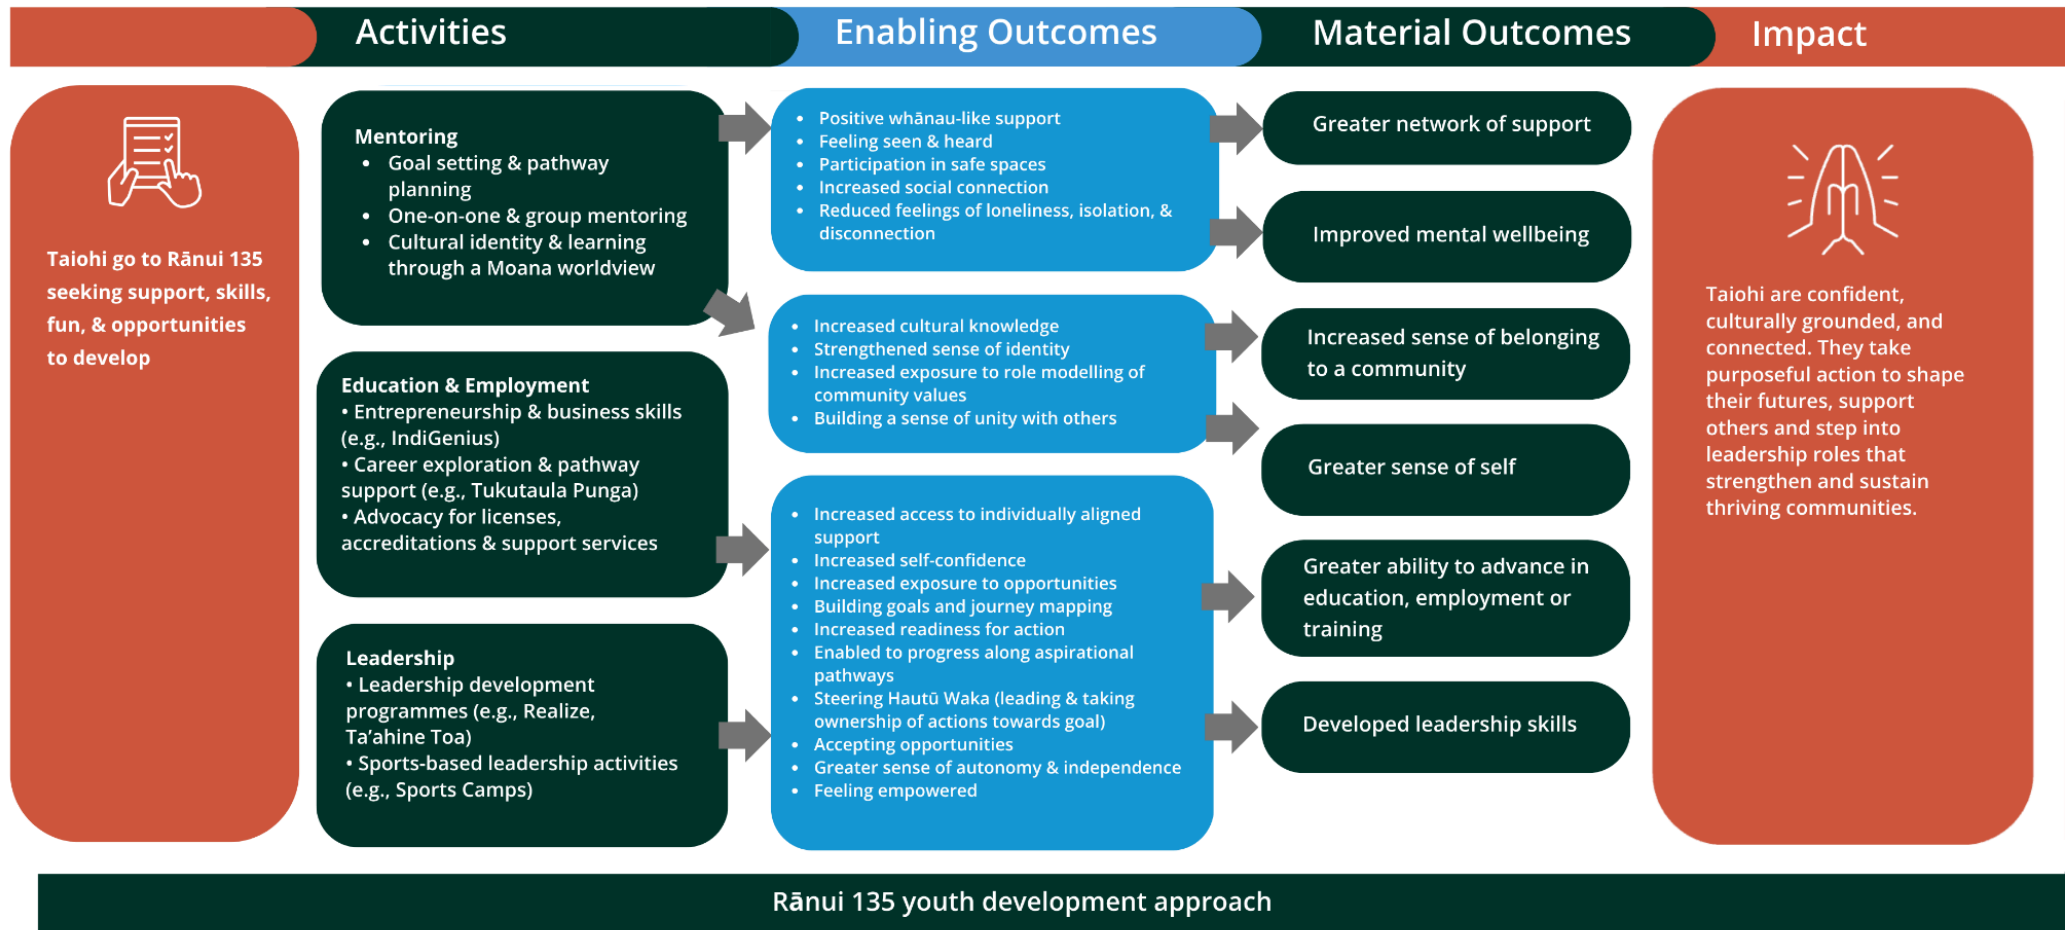 Activities
Enabling Outcomes
Material Outcomes
Impact
Taiohi go to Rānui 135
seeking support, skills,
fun, & opportunities
to develop
Mentoring
• Goal setting & pathway
planning
• One-on-one & group mentoring
• Cultural identity & learning
through a Moana worldview
Education & Employment
• Entrepreneurship & business skills
(e.g., IndiGenius)
• Career exploration & pathway
support (e.g., Tukutaula Punga)
• Advocacy for licenses,
accreditations & support services
Leadership
• Leadership development
programmes (e.g., Realize,
Ta’ahine Toa)
• Sports-based leadership activities
(e.g., Sports Camps)
• Positive whānau-like support
• Feeling seen & heard
• Participation in safe spaces
• Increased social connection
• Reduced feelings of loneliness, isolation, &
disconnection
• Increased cultural knowledge
• Strengthened sense of identity
• Increased exposure to role modelling of
community values
• Building a sense of unity with others
• Increased access to individually aligned
support
• Increased self-confidence
• Increased exposure to opportunities
• Building goals and journey mapping
• Increased readiness for action
• Enabled to progress along aspirational
pathways
• Steering Hautū Waka (leading & taking
ownership of actions towards goal)
• Accepting opportunities
• Greater sense of autonomy & independence
• Feeling empowered
Greater network of support
Improved mental wellbeing
Increased sense of belonging
to a community
Greater sense of self
Greater ability to advance in
education, employment or
training
Developed leadership skills
Taiohi are confident,
culturally grounded, and
connected. They take
purposeful action to shape
their futures, support
others and step into
leadership roles that
strengthen and sustain
thriving communities.
Rānui 135 youth development approach